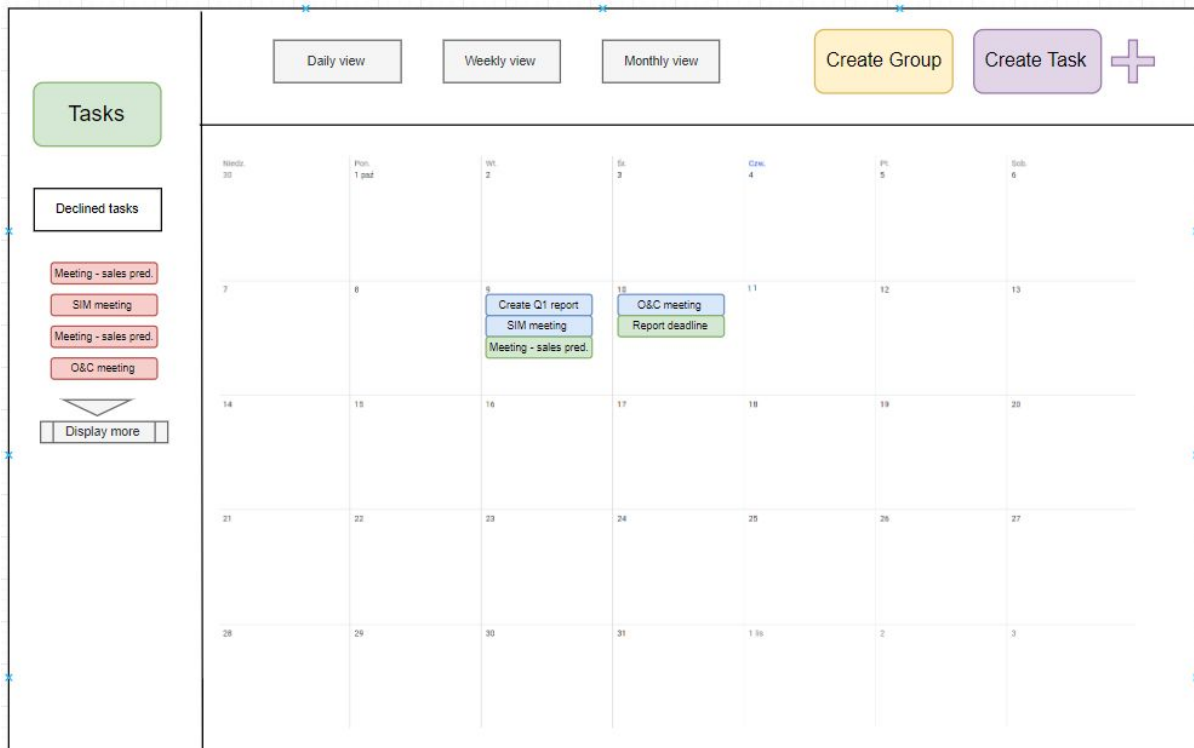 Daily view
Weekly view
Monthly view
Create Group
Create Task
Tasks
Declined tasks
Meeting - sales pred.
SIM meeting
Meeting - sales pred.
O&C meeting
Display more
Niedz. Pon. Wt. Śr. Czw. Pt. Sob.
30 1 paź 2 3 4 5 6
7 8 9 10 11 12 13
Create Q1 report O&C meeting
SIM meeting Report deadline
Meeting - sales pred.
14 15 16 17 18 19 20
21 22 23 24 25 26 27
28 29 30 31 1 lis 2 3